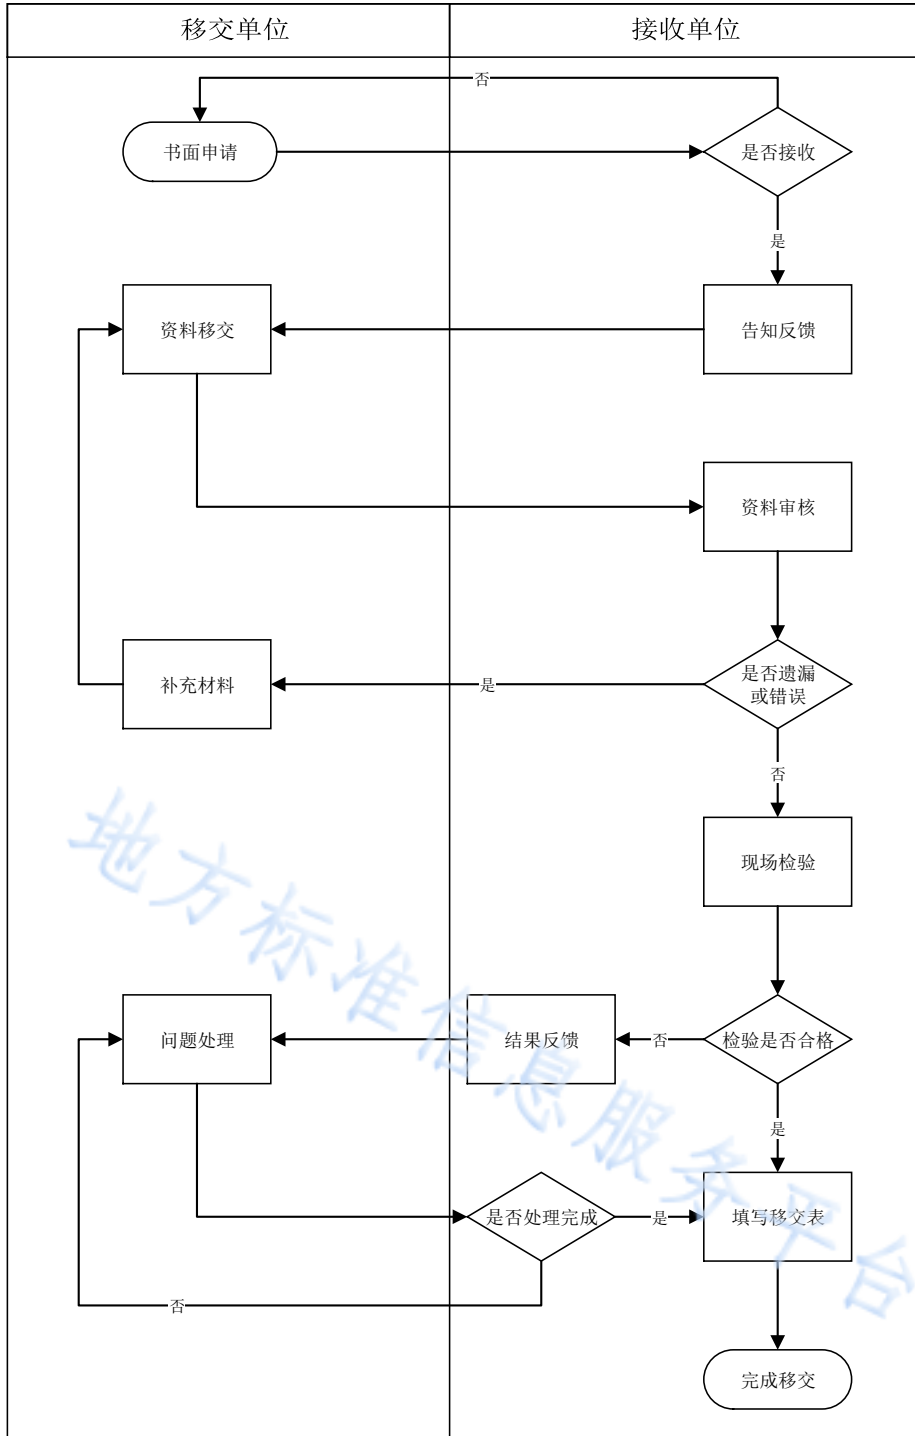 移交单位
接收单位
否
书面申请
是否接收
是
资料移交
告知反馈
资料审核
补充材料
是
是否遗漏
或错误
否
现场检验
问题处理
结果反馈
否
检验是否合格
是
是否处理完成
是
填写移交表
否
完成移交
地方标准信息服务平台